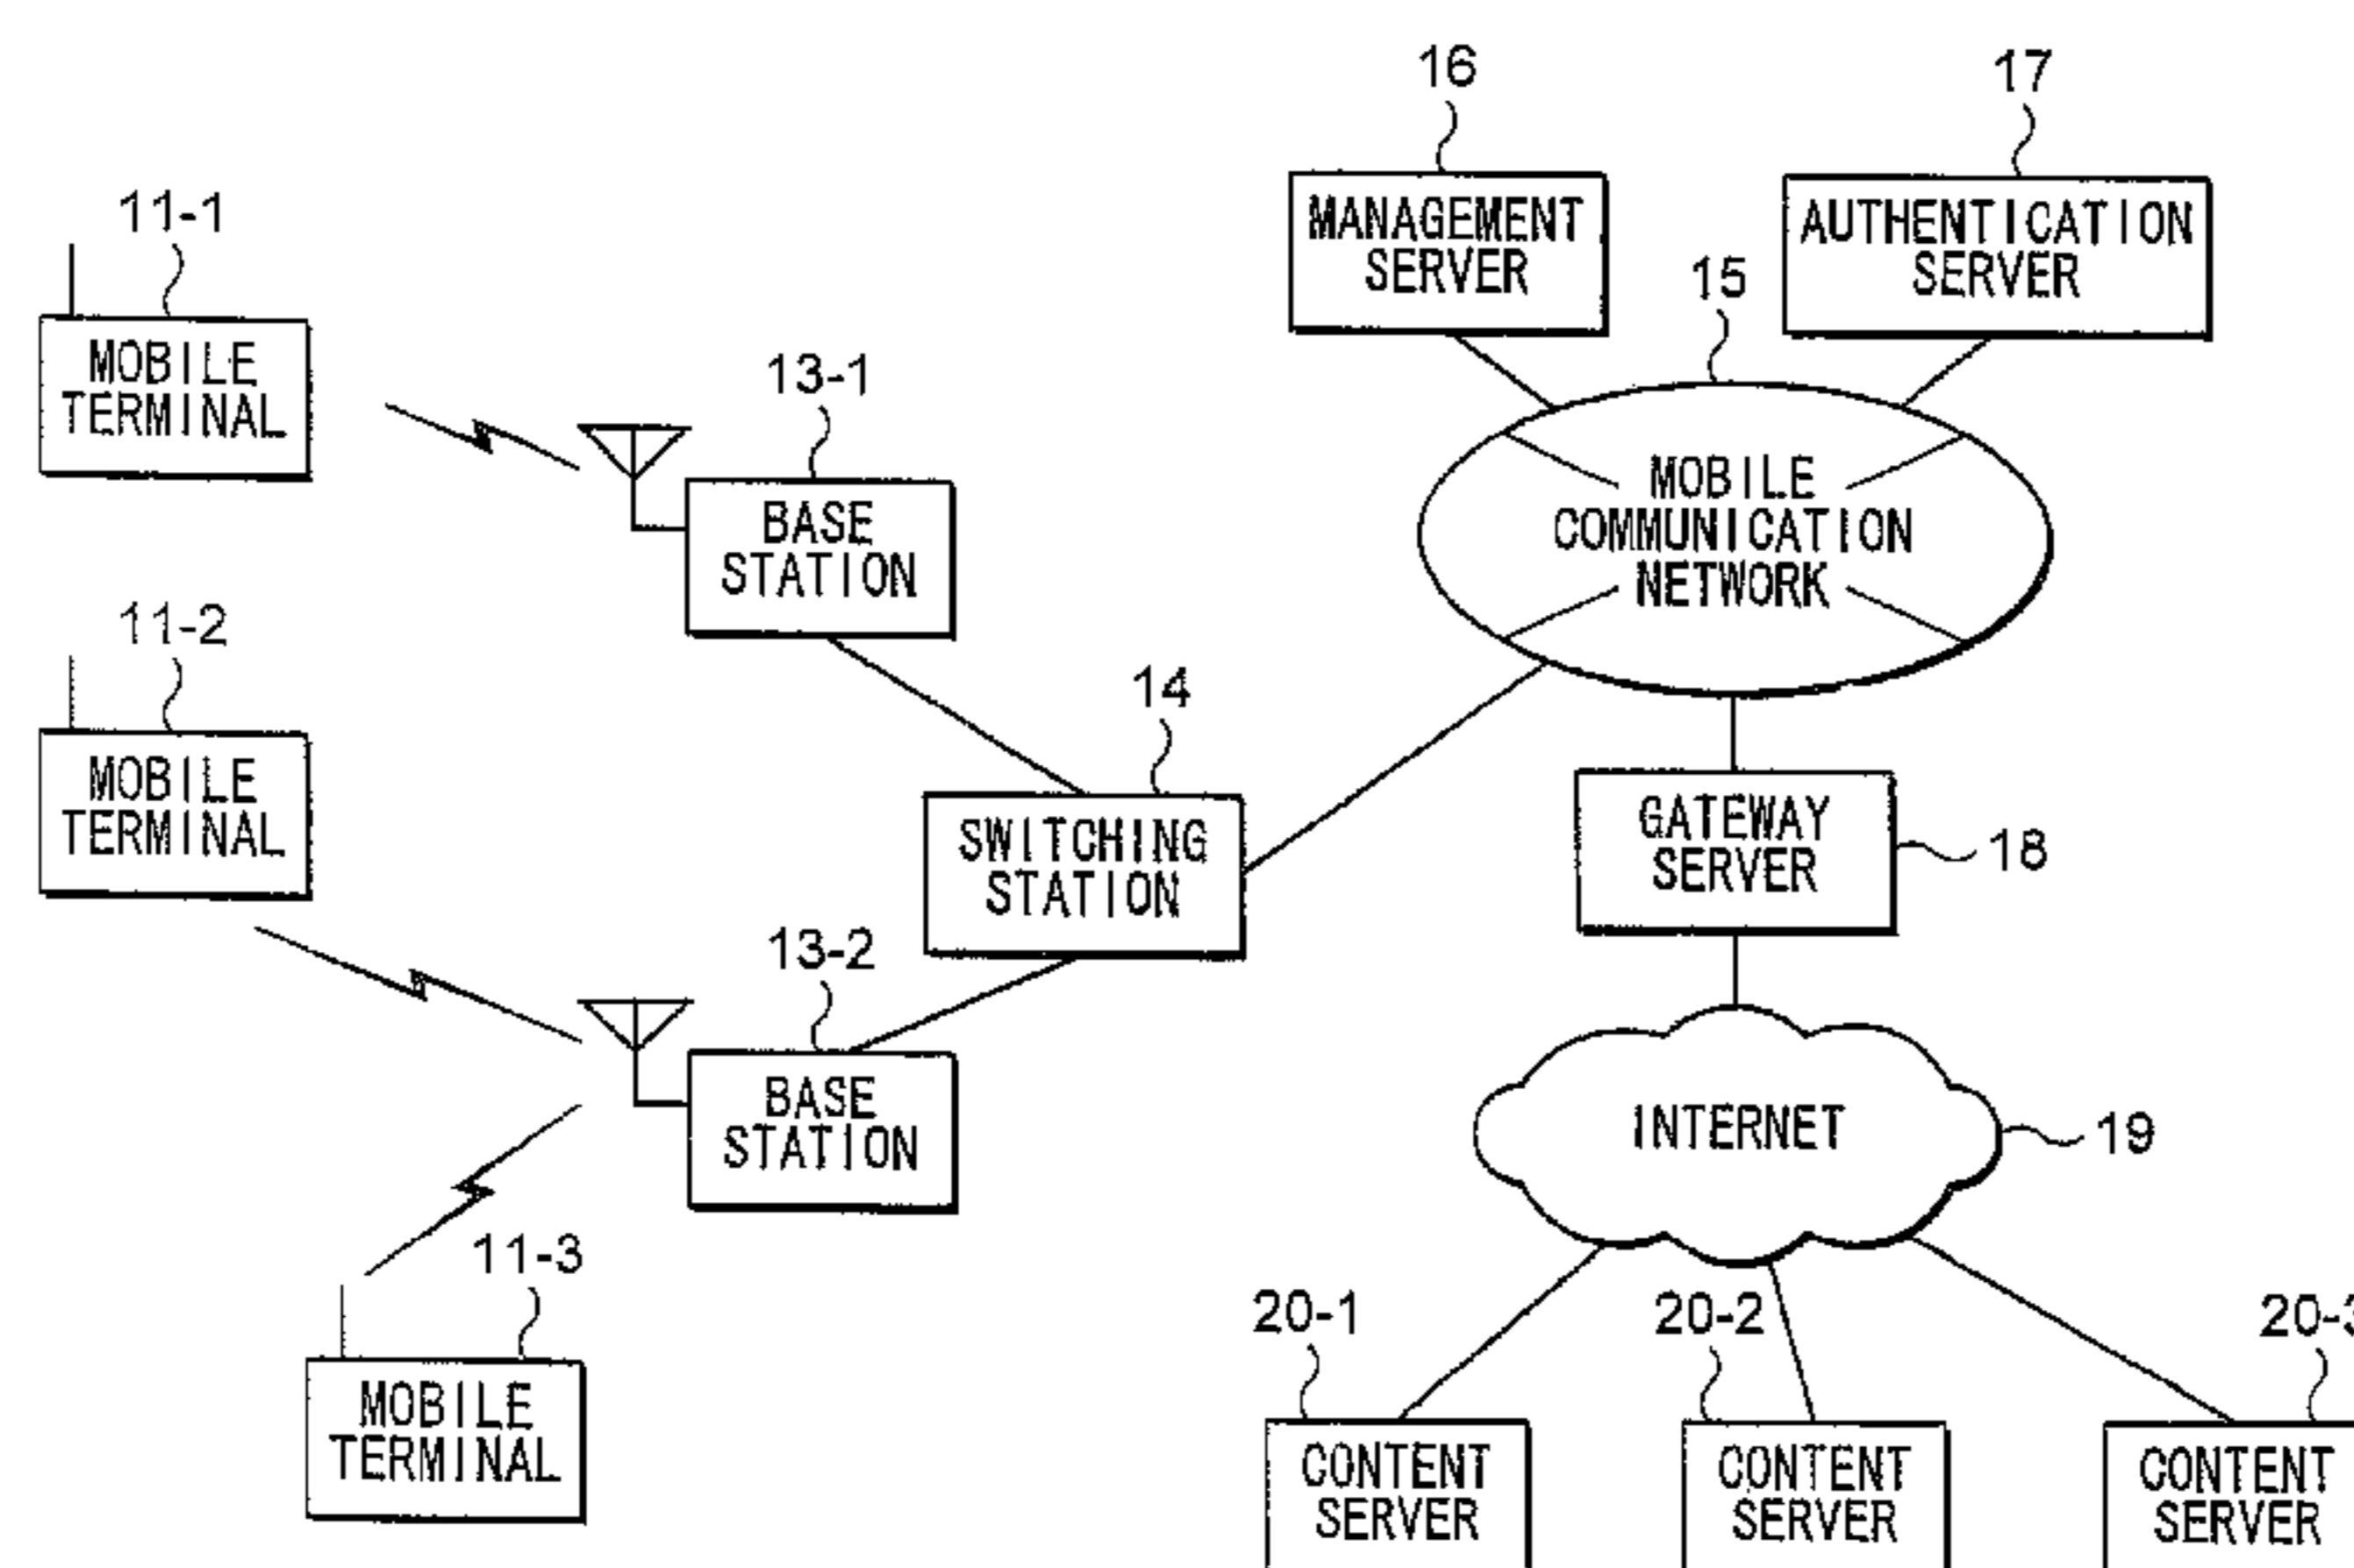 16
17
11-1
MANAGEMENT
SERVER
AUTHENTICATION
SERVER
15
MOBILE
TERMINAL
13-1
MOBILE
COMMUNICATION
NETWORK
BASE
STATION
11-2
14
MOBILE
TERMINAL
SWITCHING
STATION
GATEWAY
SERVER
18
13-2
BASE
STATION
INTERNET
19
11-3
20-1
20-2
20-3
MOBILE
TERMINAL
CONTENT
SERVER
CONTENT
SERVER
CONTENT
SERVER